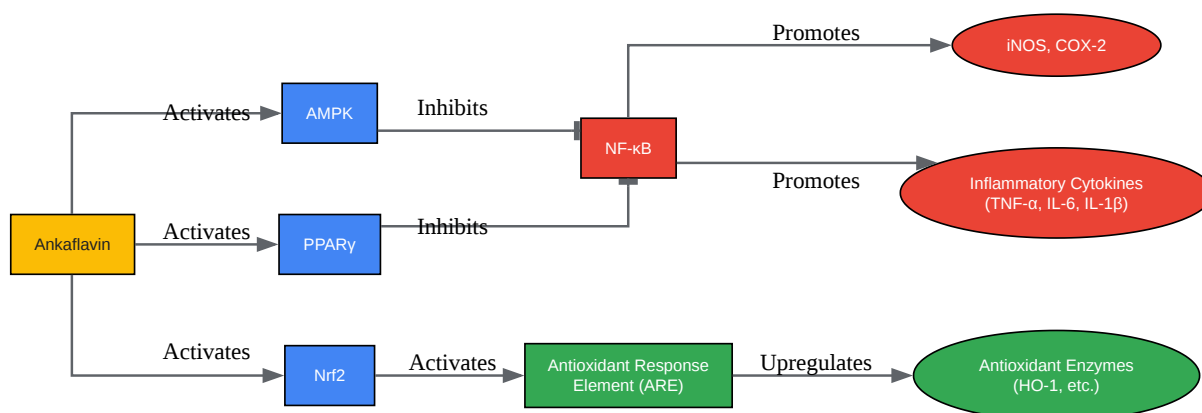 Promotes
iNOS, COX-2
Activates
AMPK
Inhibits
NF-κB
Promotes
Inflammatory Cytokines
(TNF-α, IL-6, IL-1β)
Ankaflavin
Activates
PPARγ
Inhibits
Activates
Nrf2
Activates
Antioxidant Response
Element (ARE)
Upregulates
Antioxidant Enzymes
(HO-1, etc.)